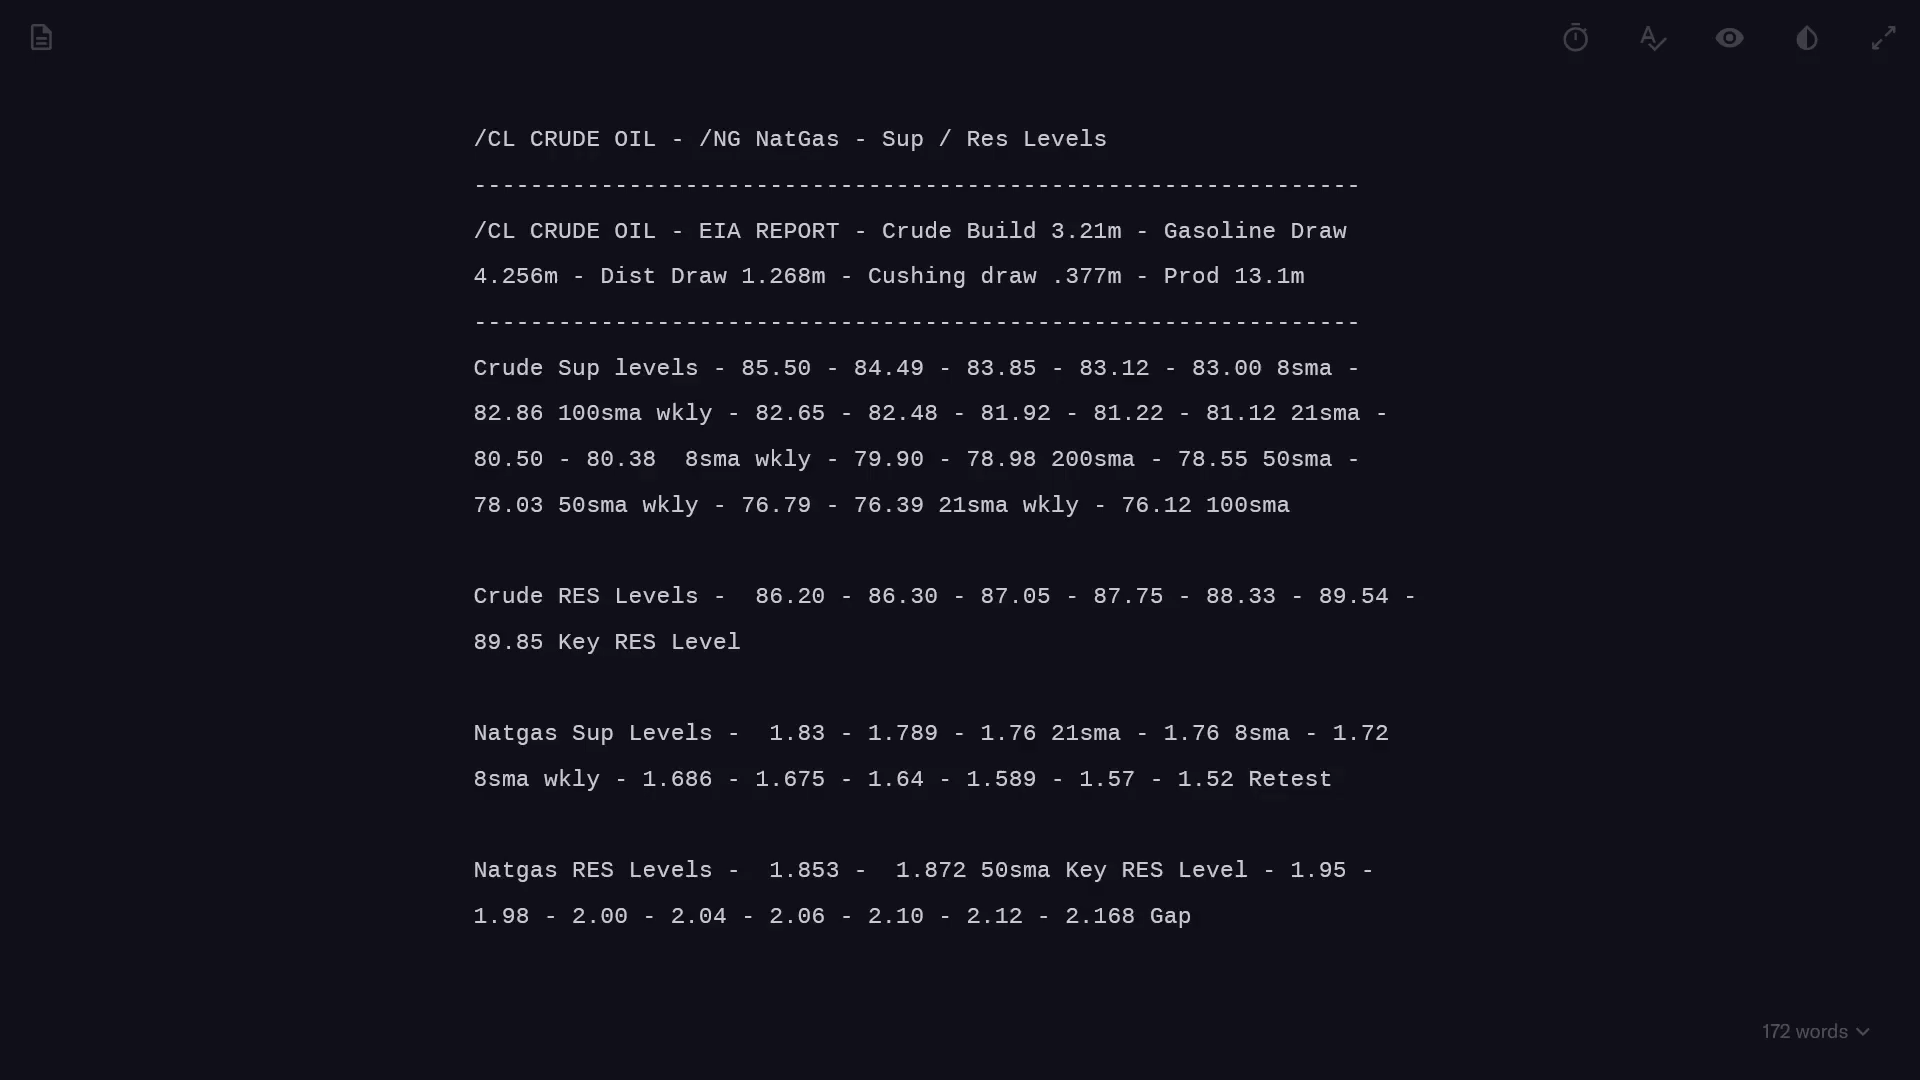 /CL CRUDE OIL - /NG NatGas - Sup / Res Levels
---------------------------------------------------------------
/CL CRUDE OIL - EIA REPORT - Crude Build 3.21m - Gasoline Draw
4.256m - Dist Draw 1.268m - Cushing draw .377m - Prod 13.1m
---------------------------------------------------------------
Crude Sup levels - 85.50 - 84.49 - 83.85 - 83.12 - 83.00 8sma -
82.86 100sma wkly - 82.65 - 82.48 - 81.92 - 81.22 - 81.12 21sma -
80.50 - 80.38  8sma wkly - 79.90 - 78.98 200sma - 78.55 50sma -
78.03 50sma wkly - 76.79 - 76.39 21sma wkly - 76.12 100sma
Crude RES Levels -  86.20 - 86.30 - 87.05 - 87.75 - 88.33 - 89.54 -
89.85 Key RES Level
Natgas Sup Levels -  1.83 - 1.789 - 1.76 21sma - 1.76 8sma - 1.72
8sma wkly - 1.686 - 1.675 - 1.64 - 1.589 - 1.57 - 1.52 Retest
Natgas RES Levels -  1.853 -  1.872 50sma Key RES Level - 1.95 -
1.98 - 2.00 - 2.04 - 2.06 - 2.10 - 2.12 - 2.168 Gap
172 words